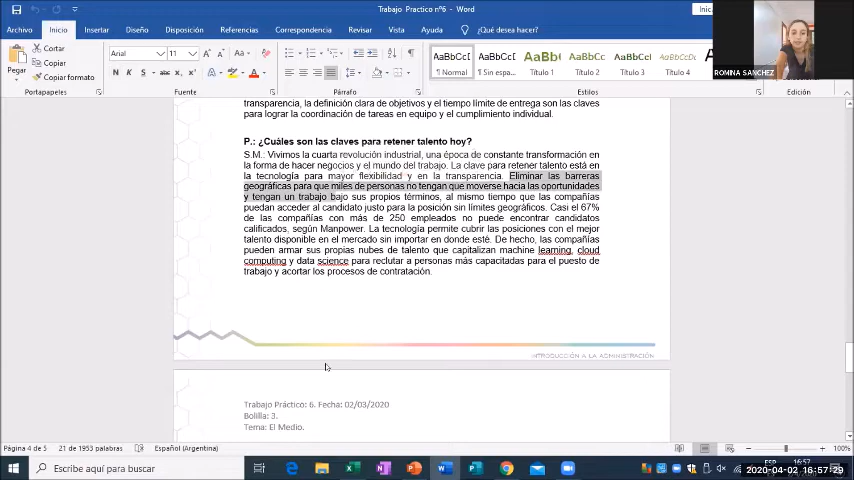 Trabajo Practico nº6 - Word
Inic
Archivo Inicio Insertar Diseño Disposición Referencias Correspondencia Revisar Vista Ayuda ¿Qué desea hacer?
Cortar
Copiar
Copiar formato
Pegar
Arial 11
N K S abc
AaBbCcD AaBbCcD AaBbC AaBbCcC AaBbCcC
¶ Normal ¶ Sin espa... Título 1 Título 2 Título 3
ROMINA SANCHEZ
Portapapeles Fuente Párrafo Estilos Edición
transparencia, la definición clara de objetivos y el tiempo límite de entrega son las claves
para lograr la coordinación de tareas en equipo y el cumplimiento individual.
P.: ¿Cuáles son las claves para retener talento hoy?
S.M.: Vivimos la cuarta revolución industrial, una época de constante transformación en
la forma de hacer negocios y el mundo del trabajo. La clave para retener talento está en
la tecnología para mayor flexibilidad y en la transparencia. Eliminar las barreras
geográficas para que miles de personas no tengan que moverse hacia las oportunidades
y tengan un trabajo bajo sus propios términos, al mismo tiempo que las compañías
puedan acceder al candidato justo para la posición sin límites geográficos. Casi el 67%
de las compañías con más de 250 empleados no puede encontrar candidatos
calificados, según Manpower. La tecnología permite cubrir las posiciones con el mejor
talento disponible en el mercado sin importar en donde esté. De hecho, las compañías
pueden armar sus propias nubes de talento que capitalizan machine learning, cloud
computing y data science para reclutar a personas más capacitadas para el puesto de
trabajo y acortar los procesos de contratación.
INTRODUCCIÓN A LA ADMINISTRACIÓN
Trabajo Práctico: 6. Fecha: 02/03/2020
Bolilla: 3.
Tema: El Medio.
Página 4 de 5 21 de 1953 palabras Español (Argentina) 100%
Escribe aquí para buscar
ESP 16:57
2020-04-02 16:57:29